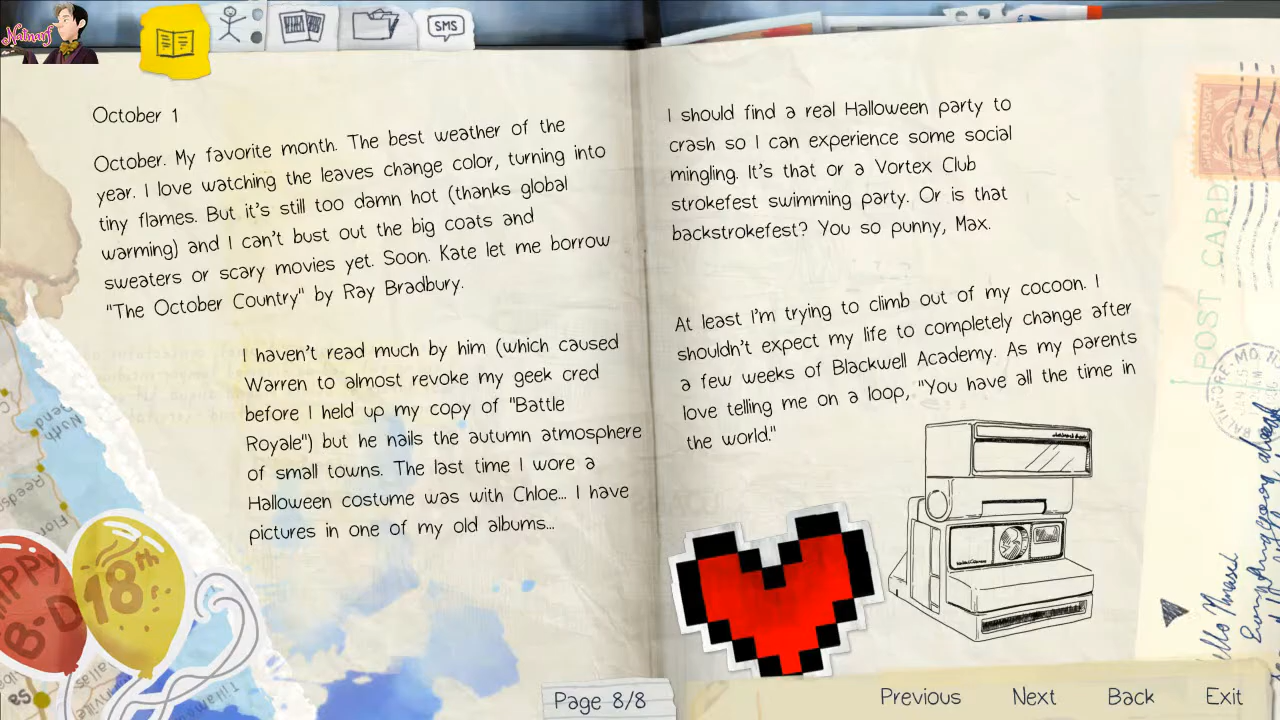 Natnarf
SMS
October 1
October. My favorite month. The best weather of the
year. I love watching the leaves change color, turning into
tiny flames. But it's still too damn hot (thanks global
warming) and I can't bust out the big coats and
sweaters or scary movies yet. Soon. Kate let me borrow
"The October Country" by Ray Bradbury.
I haven't read much by him (which caused
Warren to almost revoke my geek cred
before I held up my copy of "Battle
Royale") but he nails the autumn atmosphere
of small towns. The last time I wore a
Halloween costume was with Chloe... I have
pictures in one of my old albums...
I should find a real Halloween party to
crash so I can experience some social
mingling. It's that or a Vortex Club
strokefest swimming party. Or is that
backstrokefest? You so punny, Max.
At least I'm trying to climb out of my cocoon. I
shouldn't expect my life to completely change after
a few weeks of Blackwell Academy. As my parents
love telling me on a loop, "You have all the time in
the world."
18th
POST CARD
North
Bend
Page 8/8
Previous
Next
Back
Exit